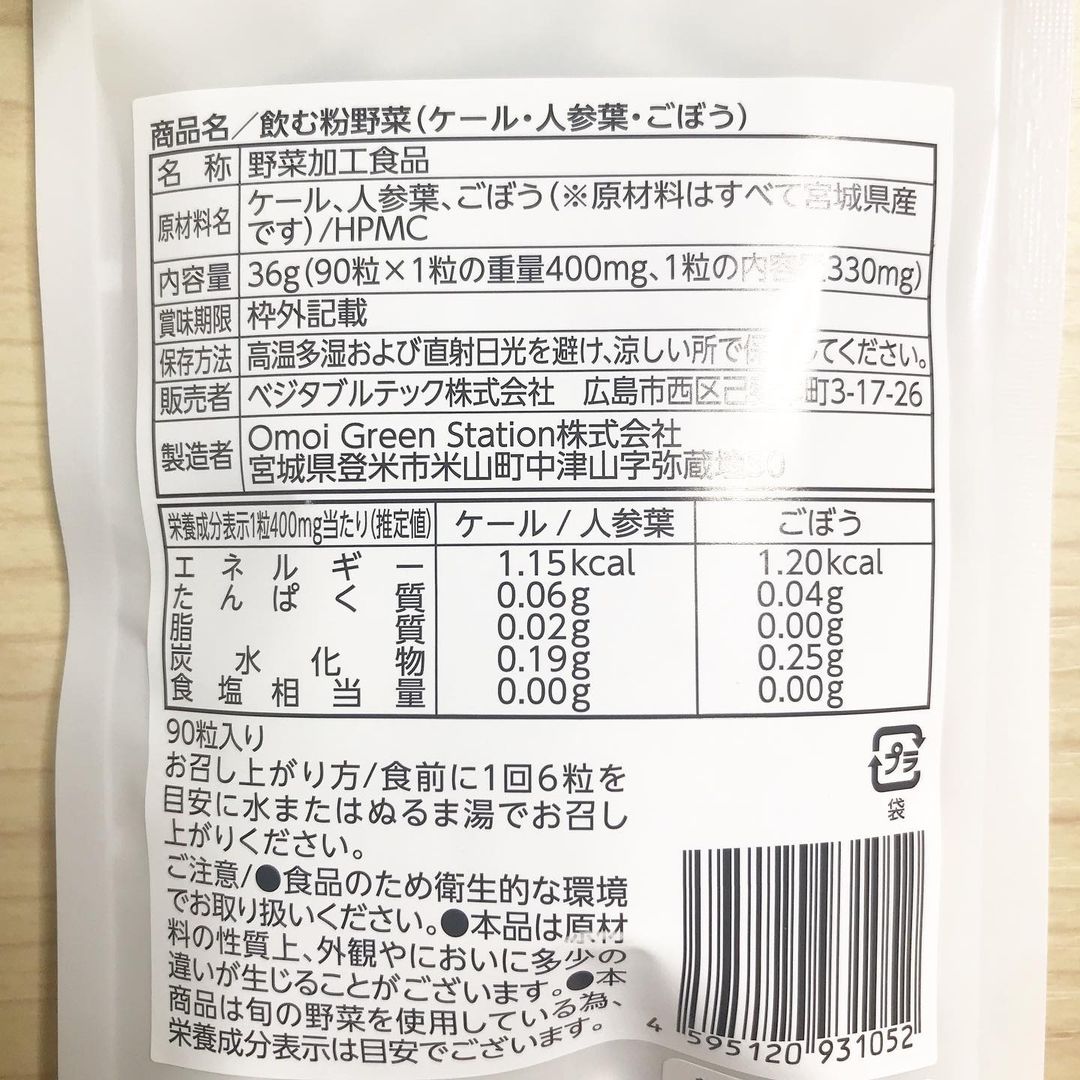 商品名／飲む粉野菜(ケール・人参葉・ごぼう)
名 称 野菜加工食品
原材料名 ケール、人参葉、ごぼう(※原材料はすべて宮城県産
です)/HPMC
内容量 36g(90粒×1粒の重量400mg、1粒の内容量330mg)
賞味期限 枠外記載
保存方法 高温多湿および直射日光を避け、涼しい所で保存してください。
販売者 ベジタブルテック株式会社 広島市西区 町3-17-26
製造者 Omoi Green Station株式会社
宮城県登米市米山町中津山字弥蔵
栄養成分表示1粒400mg当たり(推定値) ケール / 人参葉 ごぼう
エネルギー 1.15kcal 1.20kcal
たんぱく質 0.06g 0.04g
脂質 0.02g 0.00g
炭水化物 0.19g 0.25g
食塩相当量 0.00g 0.00g
90粒入り
お召し上がり方/食前に1回6粒を
目安に水またはぬるま湯でお召し
上がりください。
ご注意/●食品のため衛生的な環境
でお取り扱いください。●本品は原材
料の性質上、外観やにおいに多少の
違いが生じることがございます。●本
商品は旬の野菜を使用している為、
栄養成分表示は目安でございます。
プラ
袋
4 595120 931052